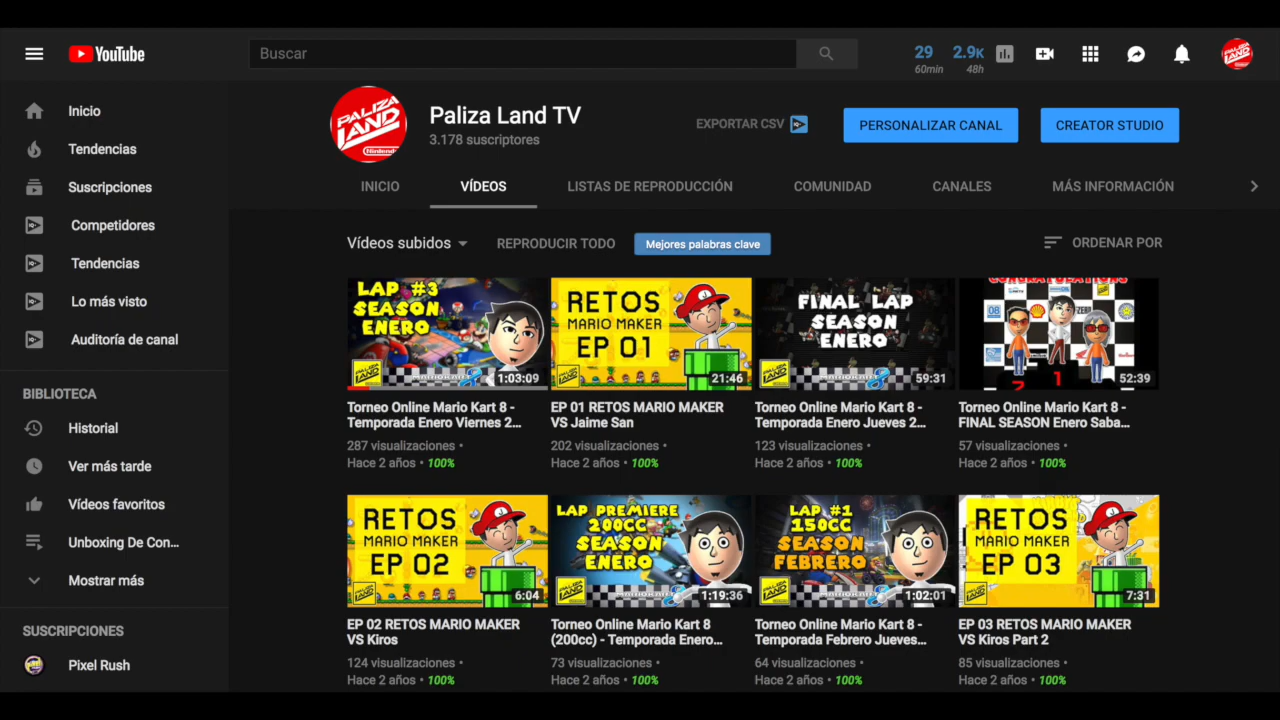 YouTube
Buscar
29
60min
2.9K
48h
PALIZA LAND
Inicio
Tendencias
Suscripciones
Competidores
Tendencias
Lo más visto
Auditoría de canal
BIBLIOTECA
Historial
Ver más tarde
Vídeos favoritos
Unboxing De Con...
Mostrar más
SUSCRIPCIONES
Pixel Rush
PALIZA LAND
Nintendo
Paliza Land TV
3.178 suscriptores
EXPORTAR CSV
PERSONALIZAR CANAL
CREATOR STUDIO
INICIO
VÍDEOS
LISTAS DE REPRODUCCIÓN
COMUNIDAD
CANALES
MÁS INFORMACIÓN
Vídeos subidos
REPRODUCIR TODO
Mejores palabras clave
ORDENAR POR
LAP #3
SEASON
ENERO
1:03:09
Torneo Online Mario Kart 8 -
Temporada Enero Viernes 2...
287 visualizaciones •
Hace 2 años • 100%
RETOS
MARIO MAKER
EP 01
21:46
EP 01 RETOS MARIO MAKER
VS Jaime San
202 visualizaciones •
Hace 2 años • 100%
FINAL LAP
SEASON
ENERO
59:31
Torneo Online Mario Kart 8 -
Temporada Enero Jueves 2...
123 visualizaciones •
Hace 2 años • 100%
CONGRATULATIONS
2 1
52:39
Torneo Online Mario Kart 8 -
FINAL SEASON Enero Saba...
57 visualizaciones •
Hace 2 años • 100%
RETOS
MARIO MAKER
EP 02
6:04
EP 02 RETOS MARIO MAKER
VS Kiros
124 visualizaciones •
Hace 2 años • 100%
LAP PREMIERE
200CC
SEASON
ENERO
1:19:36
Torneo Online Mario Kart 8
(200cc) - Temporada Enero...
73 visualizaciones •
Hace 2 años • 100%
LAP #1
150CC
SEASON
FEBRERO
1:02:01
Torneo Online Mario Kart 8 -
Temporada Febrero Jueves...
64 visualizaciones •
Hace 2 años • 100%
RETOS
MARIO MAKER
EP 03
7:31
EP 03 RETOS MARIO MAKER
VS Kiros Part 2
85 visualizaciones •
Hace 2 años • 100%